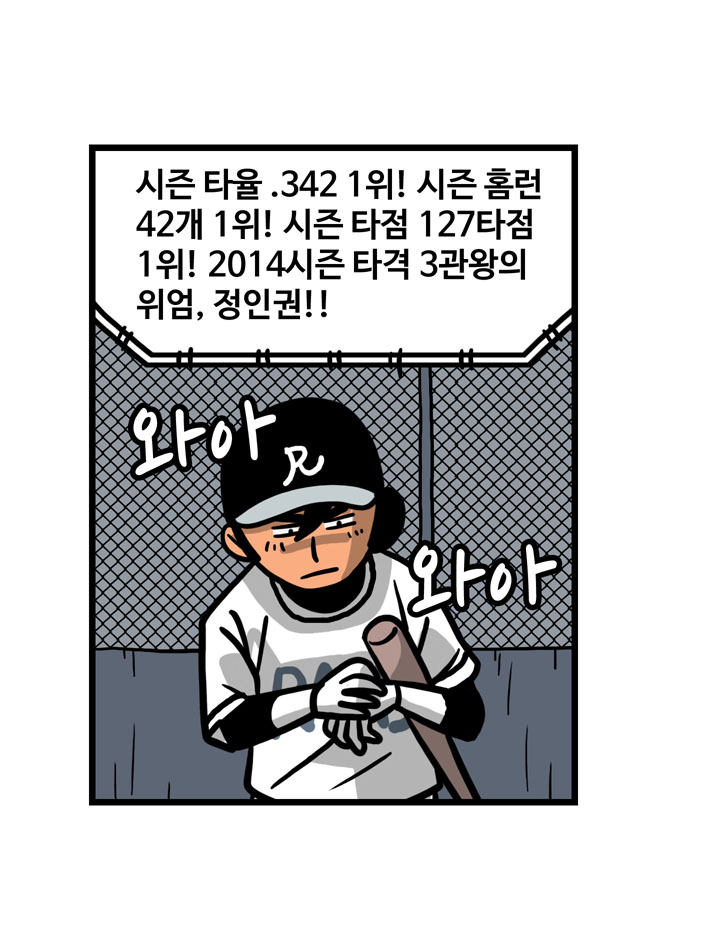 시즌 타율 .342 1위! 시즌 홈런
42개 1위! 시즌 타점 127타점
1위! 2014시즌 타격 3관왕의
위엄, 정인권!!
와아
R
와아